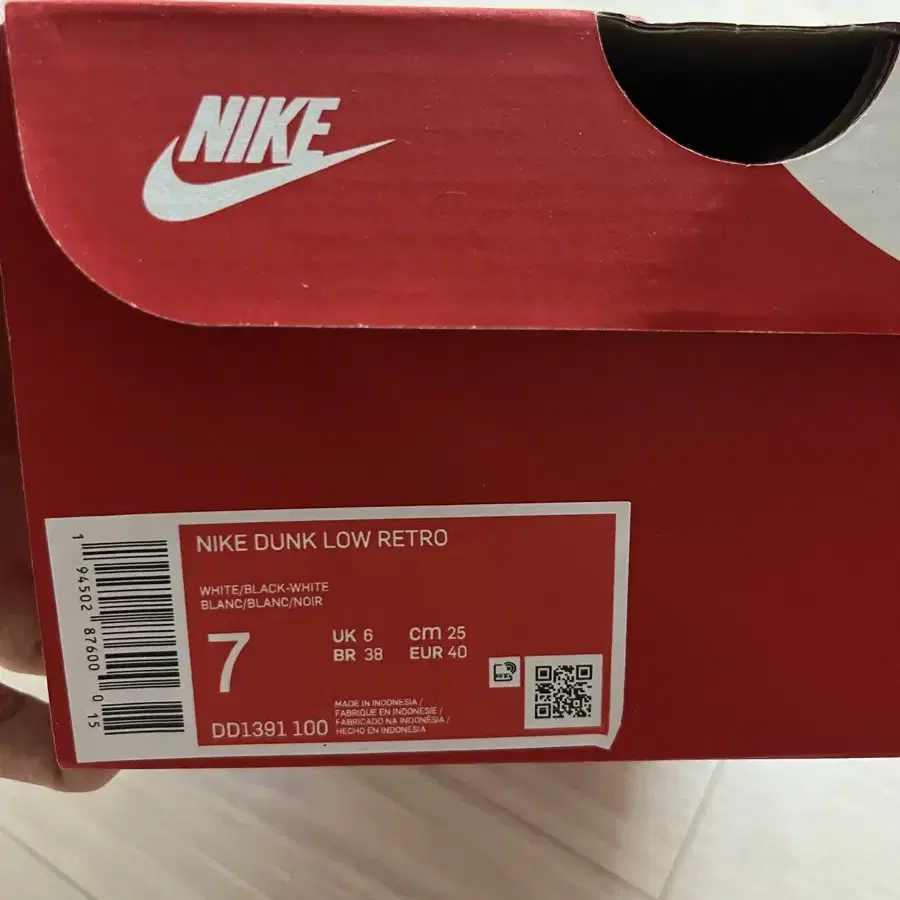 NIKE
NIKE DUNK LOW RETRO
WHITE/BLACK-WHITE
BLANC/BLANC/NOIR
7
UK 6 cm 25
BR 38 EUR 40
DD1391 100
MADE IN INDONESIA /
FABRIQUE EN INDONESIE /
FABRICADO NA INDONÉSIA /
HECHO EN INDONESIA
RFID
1 94502 87600 0 15